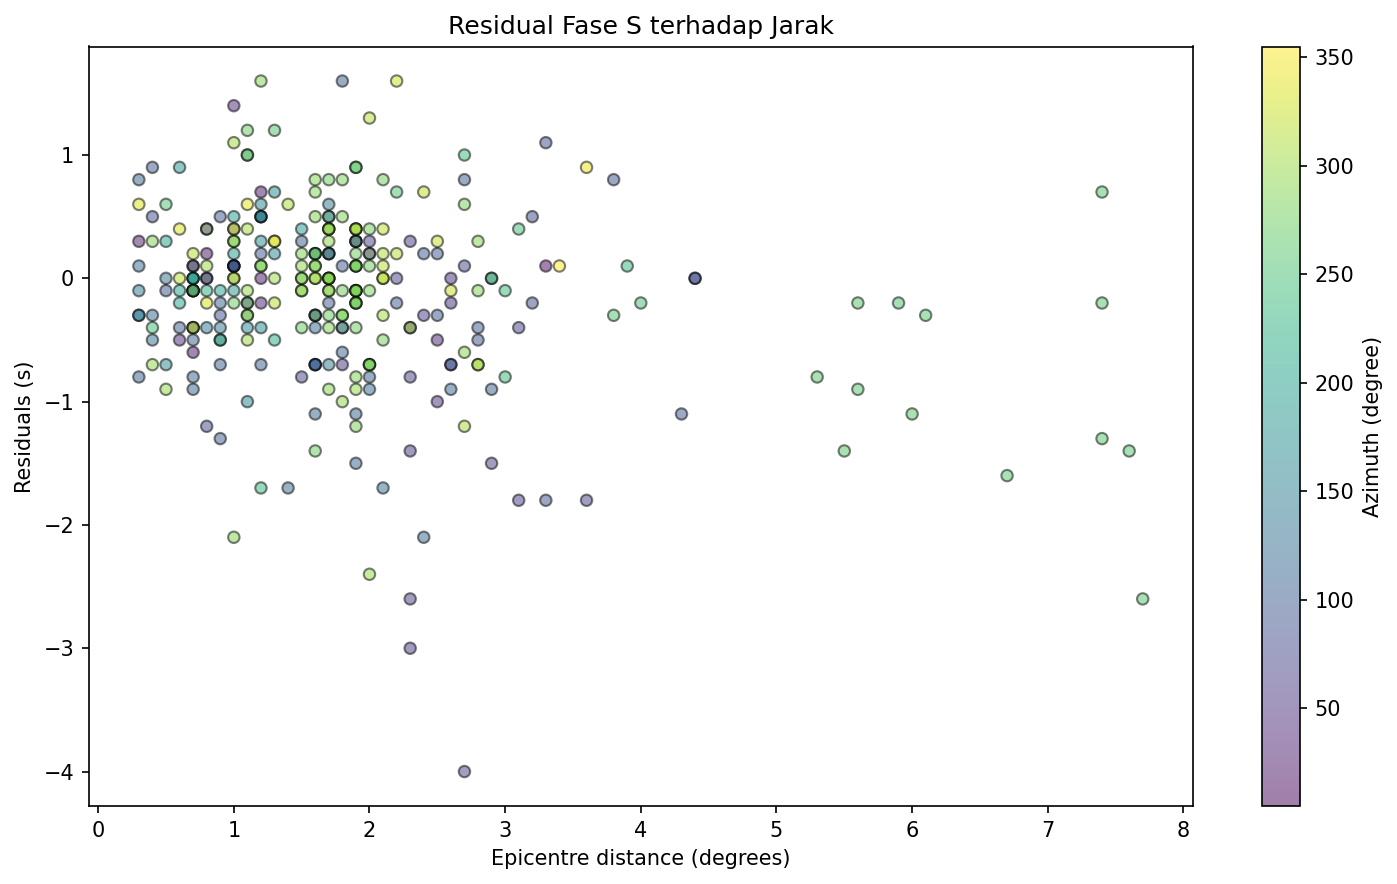 Residual Fase S terhadap Jarak
Residuals (s)
1
0
−1
−2
−3
−4
0 1 2 3 4 5 6 7 8
Epicentre distance (degrees)
350
300
250
200
150
100
50
Azimuth (degree)